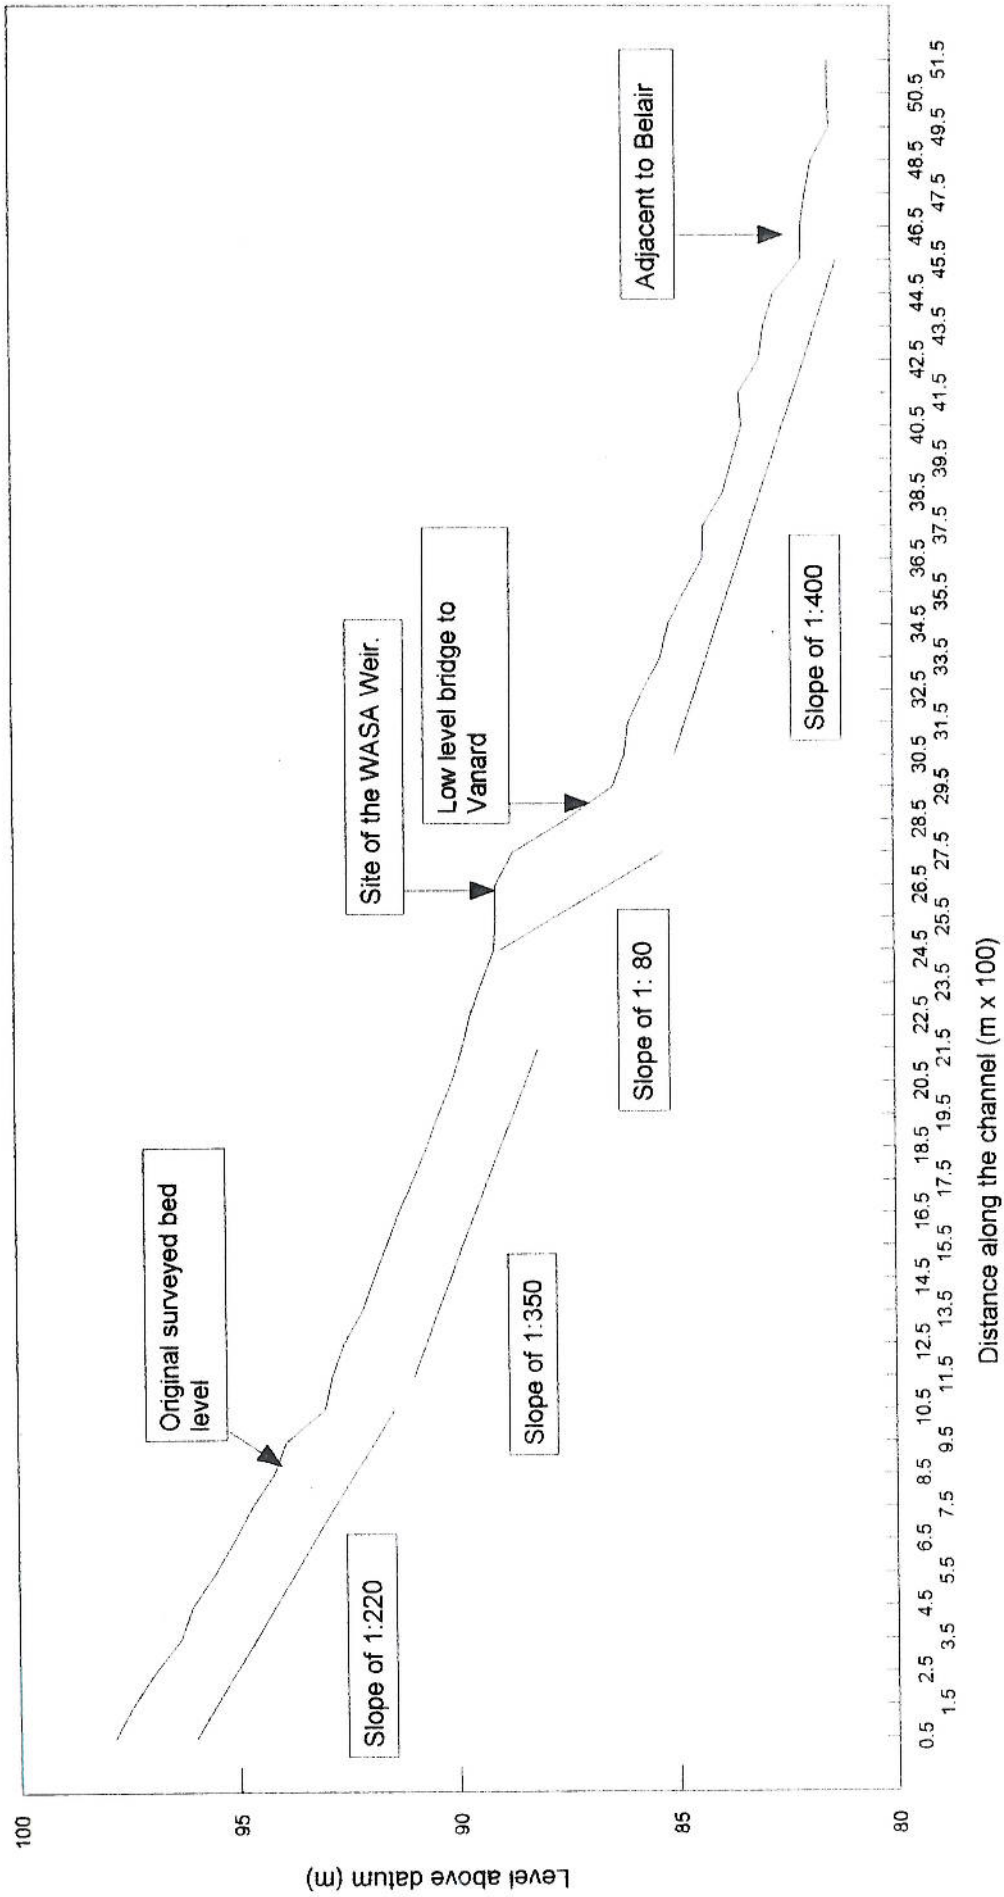 100
95
90
85
80
Level above datum (m)
Original surveyed bed
level
Site of the WASA Weir.
Low level bridge to
Vanard
Adjacent to Belair
Slope of 1:220
Slope of 1:350
Slope of 1: 80
Slope of 1:400
0.5 2.5 4.5 6.5 8.5 10.5 12.5 14.5 16.5 18.5 20.5 22.5 24.5 26.5 28.5 30.5 32.5 34.5 36.5 38.5 40.5 42.5 44.5 46.5 48.5 50.5
1.5 3.5 5.5 7.5 9.5 11.5 13.5 15.5 17.5 19.5 21.5 23.5 25.5 27.5 29.5 31.5 33.5 35.5 37.5 39.5 41.5 43.5 45.5 47.5 49.5 51.5
Distance along the channel (m x 100)